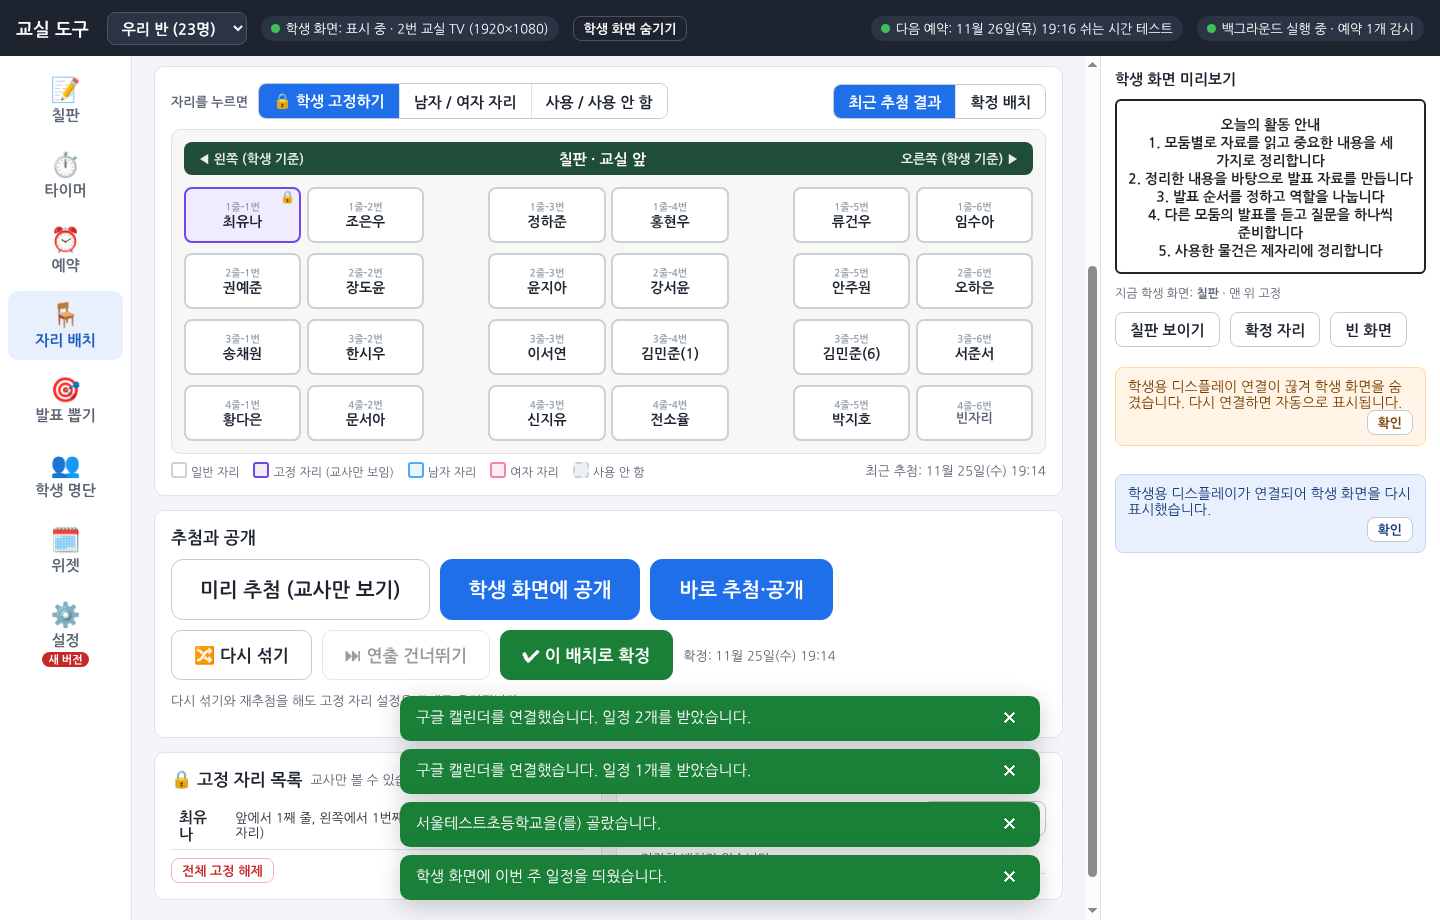 교실 도구
우리 반 (23명)
학생 화면: 표시 중 · 2번 교실 TV (1920×1080)
학생 화면 숨기기
다음 예약: 11월 26일(목) 19:16 쉬는 시간 테스트
백그라운드 실행 중 · 예약 1개 감시
칠판
타이머
예약
자리 배치
발표 뽑기
학생 명단
위젯
설정
새 버전
자리를 누르면
학생 고정하기
남자 / 여자 자리
사용 / 사용 안 함
최근 추첨 결과
확정 배치
◀ 왼쪽 (학생 기준)
칠판 · 교실 앞
오른쪽 (학생 기준) ▶
1줄-1번
최유나
1줄-2번
조은우
1줄-3번
정하준
1줄-4번
홍현우
1줄-5번
류건우
1줄-6번
임수아
2줄-1번
권예준
2줄-2번
장도윤
2줄-3번
윤지아
2줄-4번
강서윤
2줄-5번
안주원
2줄-6번
오하은
3줄-1번
송채원
3줄-2번
한시우
3줄-3번
이서연
3줄-4번
김민준(1)
3줄-5번
김민준(6)
3줄-6번
서준서
4줄-1번
황다은
4줄-2번
문서아
4줄-3번
신지유
4줄-4번
전소율
4줄-5번
박지호
4줄-6번
빈자리
일반 자리
고정 자리 (교사만 보임)
남자 자리
여자 자리
사용 안 함
최근 추첨: 11월 25일(수) 19:14
추첨과 공개
미리 추첨 (교사만 보기)
학생 화면에 공개
바로 추첨·공개
다시 섞기
연출 건너뛰기
이 배치로 확정
확정: 11월 25일(수) 19:14
다시 섞기와 재추첨을 해도 고정 자리
고정 자리 목록
교사만 볼 수
최유
나
앞에서 1째 줄, 왼쪽에서 1번째
자리)
전체 고정 해제
구글 캘린더를 연결했습니다. 일정 2개를 받았습니다.
구글 캘린더를 연결했습니다. 일정 1개를 받았습니다.
서울테스트초등학교을(를) 골랐습니다.
학생 화면에 이번 주 일정을 띄웠습니다.
학생 화면 미리보기
오늘의 활동 안내
1. 모둠별로 자료를 읽고 중요한 내용을 세
가지로 정리합니다
2. 정리한 내용을 바탕으로 발표 자료를 만듭니다
3. 발표 순서를 정하고 역할을 나눕니다
4. 다른 모둠의 발표를 듣고 질문을 하나씩
준비합니다
5. 사용한 물건은 제자리에 정리합니다
지금 학생 화면: 칠판 · 맨 위 고정
칠판 보이기
확정 자리
빈 화면
학생용 디스플레이 연결이 끊겨 학생 화면을 숨
겼습니다. 다시 연결하면 자동으로 표시됩니다.
확인
학생용 디스플레이가 연결되어 학생 화면을 다시
표시했습니다.
확인